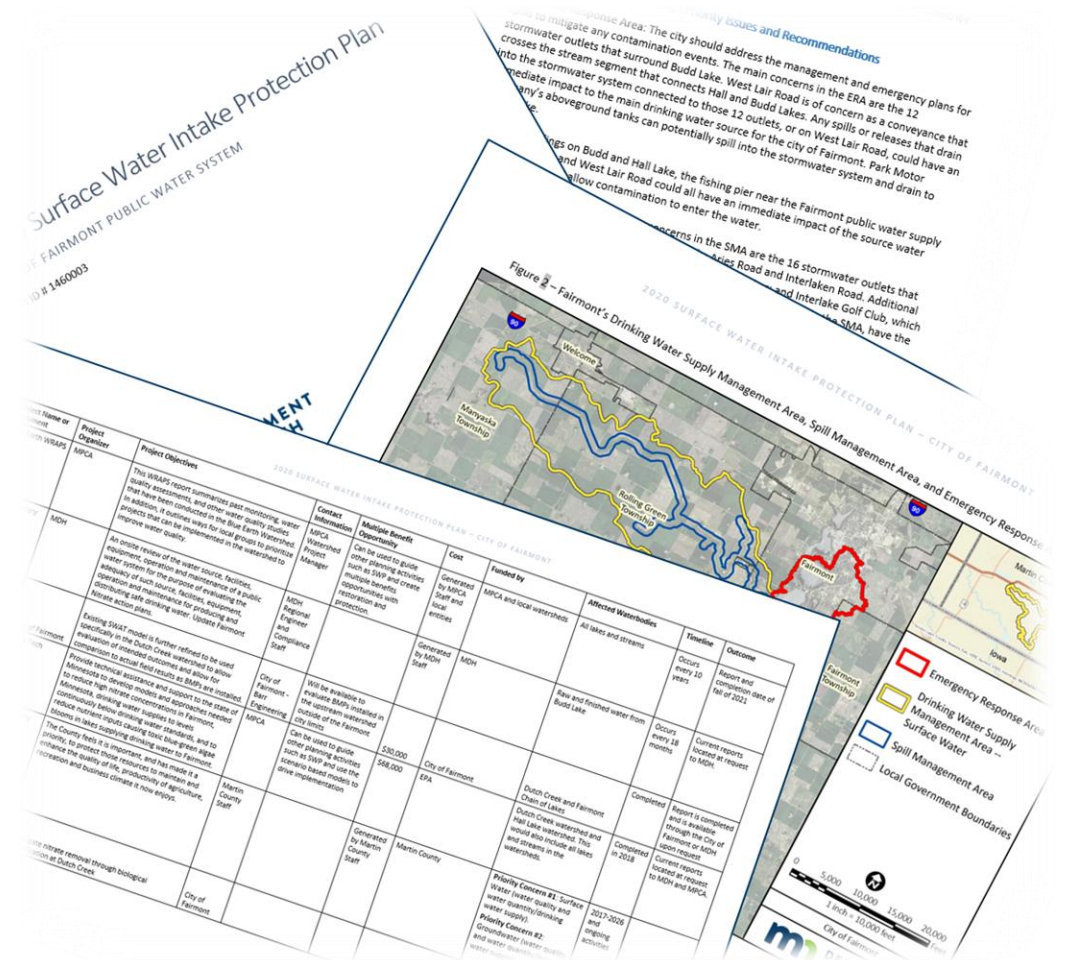 Surface Water Intake Protection Plan
OF FAIRMONT PUBLIC WATER SYSTEM
ID # 1460003
MENT
TH
Issues and Recommendations
Response Area: The city should address the management and emergency plans for
to mitigate any contamination events. The main concerns in the ERA are the 12
stormwater outlets that surround Budd Lake. West Lair Road is of concern as a conveyance that
crosses the stream segment that connects Hall and Budd Lakes. Any spills or releases that drain
into the stormwater system connected to those 12 outlets, or on West Lair Road, could have an
mediate impact to the main drinking water source for the city of Fairmont. Park Motor
any's aboveground tanks can potentially spill into the stormwater system and drain to
ngs on Budd and Hall Lake, the fishing pier near the Fairmont public water supply
and West Lair Road could all have an immediate impact of the source water
allow contamination to enter the water.
concerns in the SMA are the 16 stormwater outlets that
Aries Road and Interlaken Road. Additional
and Interlake Golf Club, which
the SMA, have the
2020 SURFACE WATER INTAKE PROTECTION PLAN – CITY OF FAIRMONT
Figure 2 – Fairmont's Drinking Water Supply Management Area, Spill Management Area, and Emergency Response
90
Welcome
Manyaska
Township
Rolling Green
Township
90
Fairmont
Fairmont
Township
Martin C
Iowa
Emergency Response Area
Drinking Water Supply
Management Area --
Surface Water
Spill Management Area
Local Government Boundaries
0
5,000
10,000
15,000
20,000
Feet
1 inch = 10,000 feet
City of Fairmont
2020 SURFACE WATER INTAKE PROTECTION PLAN – CITY OF FAIRMONT
Project Name or
Project
Organizer
Project Objectives
Contact
Information
Multiple Benefit
Opportunity
Cost
Funded by
Affected Waterbodies
Timeline
Outcome
Earth WRAPS
MPCA
This WRAPS report summarizes past monitoring, water
quality assessments, and other water quality studies
that have been conducted in the Blue Earth Watershed.
In addition, it outlines ways for local groups to prioritize
projects that can be implemented in the watershed to
improve water quality.
MPCA
Watershed
Project
Manager
Can be used to guide
other planning activities
such as SWP and create
multiple benefits
opportunities with
restoration and
protection.
Generated
by MPCA
Staff and
local
entities
MPCA and local watersheds
All lakes and streams
Occurs
every 10
years
Report and
completion date of
fall of 2021
MDH
An onsite review of the water source, facilities,
equipment, operation and maintenance of a public
water system for the purpose of evaluating the
adequacy of such source, facilities, equipment,
operation and maintenance for producing and
distributing safe drinking water. Update Fairmont
Nitrate action plans.
MDH
Regional
Engineer
and
Compliance
Staff
Generated
by MDH
Staff
MDH
Raw and finished water from
Budd Lake
Occurs
every 18
months
Current reports
located at request
to MDH.
of Fairmont
Existing SWAT model is further refined to be used
specifically in the Dutch Creek watershed to allow
evaluation of intended outcomes and allow for
comparison to actual field results as BMPs are installed.
City of
Fairmont -
Barr
Engineering
Will be available to
evaluate BMPs installed in
the upstream watershed
outside of the Fairmont
city limits
$30,000
City of Fairmont
Dutch Creek and Fairmont
Chain of Lakes
Completed
Report is completed
and is available
through the City of
Fairmont or MDH
upon request
Provide technical assistance and support to the state of
Minnesota to develop models and approaches needed
to reduce high nitrate concentrations in Fairmont,
Minnesota, drinking water supplies to levels
continuously below drinking water standards, and to
reduce nutrient inputs causing toxic blue-green algae
blooms in lakes supplying drinking water to Fairmont.
MPCA
Can be used to guide
other planning activities
such as SWP and use the
scenario based models to
drive implementation
$68,000
EPA
Dutch Creek watershed and
Hall Lake watershed. This
would also include all lakes
and streams in the
watersheds.
Completed
in 2018
Current reports
located at request
to MDH and MPCA.
The County feels it is important, and has made it a
priority, to protect those resources to maintain and
enhance the quality of life, productivity of agriculture,
recreation and business climate it now enjoys.
Martin
County
Staff
Generated
by Martin
County
Staff
Martin County
Priority Concern #1: Surface
Water (water quality and
water quantity/drinking
water supply).
Priority Concern #2:
Groundwater (water quality
and water quantity
2017-2026
and
ongoing
activities
nitrate removal through biological
at Dutch Creek
City of
Fairmont